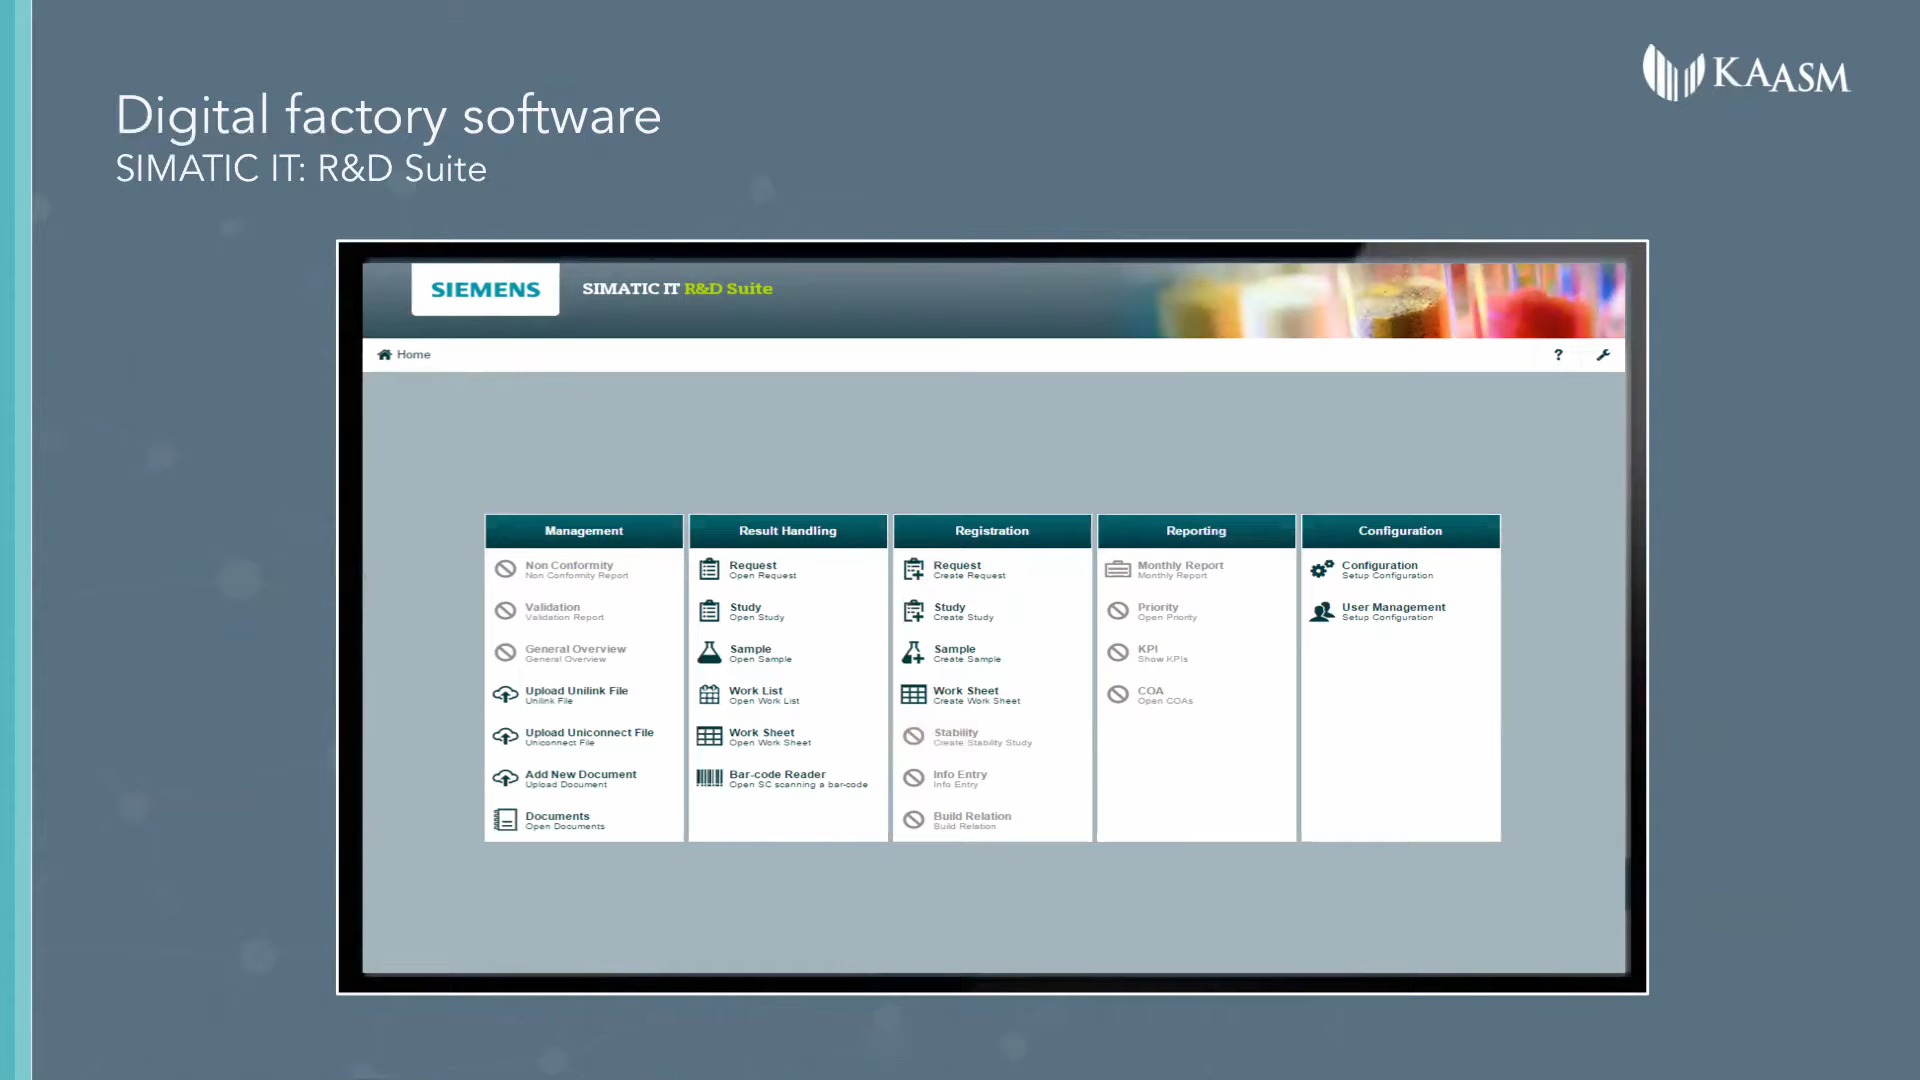 KAASM
Digital factory software
SIMATIC IT: R&D Suite
SIEMENS
SIMATIC IT R&D Suite
Home
?
Management
Non Conformity
Non Conformity Report
Validation
Validation Report
General Overview
General Overview
Upload Unilink File
Unilink File
Upload Uniconnect File
Uniconnect File
Add New Document
Upload Document
Documents
Open Documents
Result Handling
Request
Open Request
Study
Open Study
Sample
Open Sample
Work List
Open Work List
Work Sheet
Open Work Sheet
Bar-code Reader
Open SC scanning a bar-code
Registration
Request
Create Request
Study
Create Study
Sample
Create Sample
Work Sheet
Create Work Sheet
Stability
Create Stability Study
Info Entry
Info Entry
Build Relation
Build Relation
Reporting
Monthly Report
Monthly Report
Priority
Open Priority
KPI
Show KPIs
COA
Open COAs
Configuration
Configuration
Setup Configuration
User Management
Setup Configuration